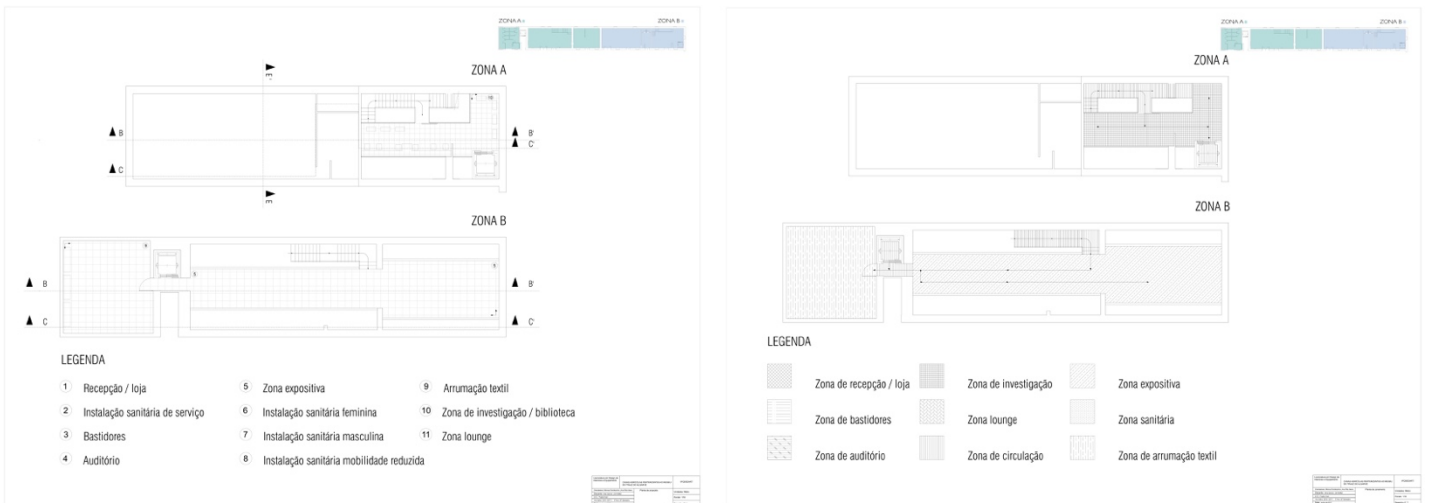 ZONA A
ZONA B
ZONA A
E'
B
B'
C'
C
E
ZONA B
B
B'
C
C'
LEGENDA
1 Recepção / loja
2 Instalação sanitária de serviço
3 Bastidores
4 Auditório
5 Zona expositiva
6 Instalação sanitária feminina
7 Instalação sanitária masculina
8 Instalação sanitária mobilidade reduzida
9 Arrumação textil
10 Zona de investigação / biblioteca
11 Zona lounge
ZONA A
ZONA B
ZONA A
ZONA B
LEGENDA
Zona de recepção / loja
Zona de bastidores
Zona de auditório
Zona de investigação
Zona lounge
Zona de circulação
Zona expositiva
Zona sanitária
Zona de arrumação textil